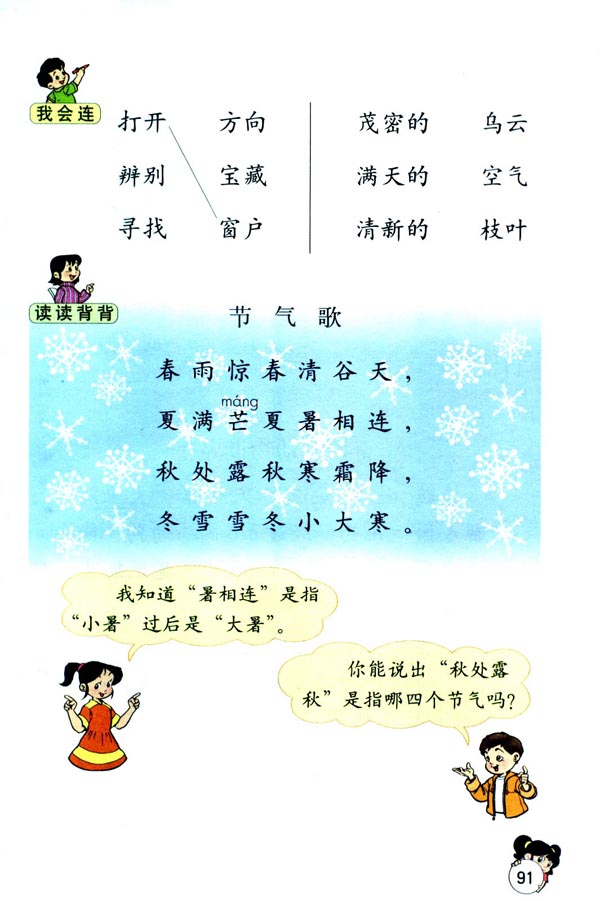 我会连
打开 方向 茂密的 乌云
辨别 宝藏 满天的 空气
寻找 窗户 清新的 枝叶
读读背背
节气歌
春雨惊春清谷天，
máng
夏满芒夏暑相连，
秋处露秋寒霜降，
冬雪雪冬小大寒。
我知道“暑相连”是指
“小暑”过后是“大暑”。
你能说出“秋处露
秋”是指哪四个节气吗？
91